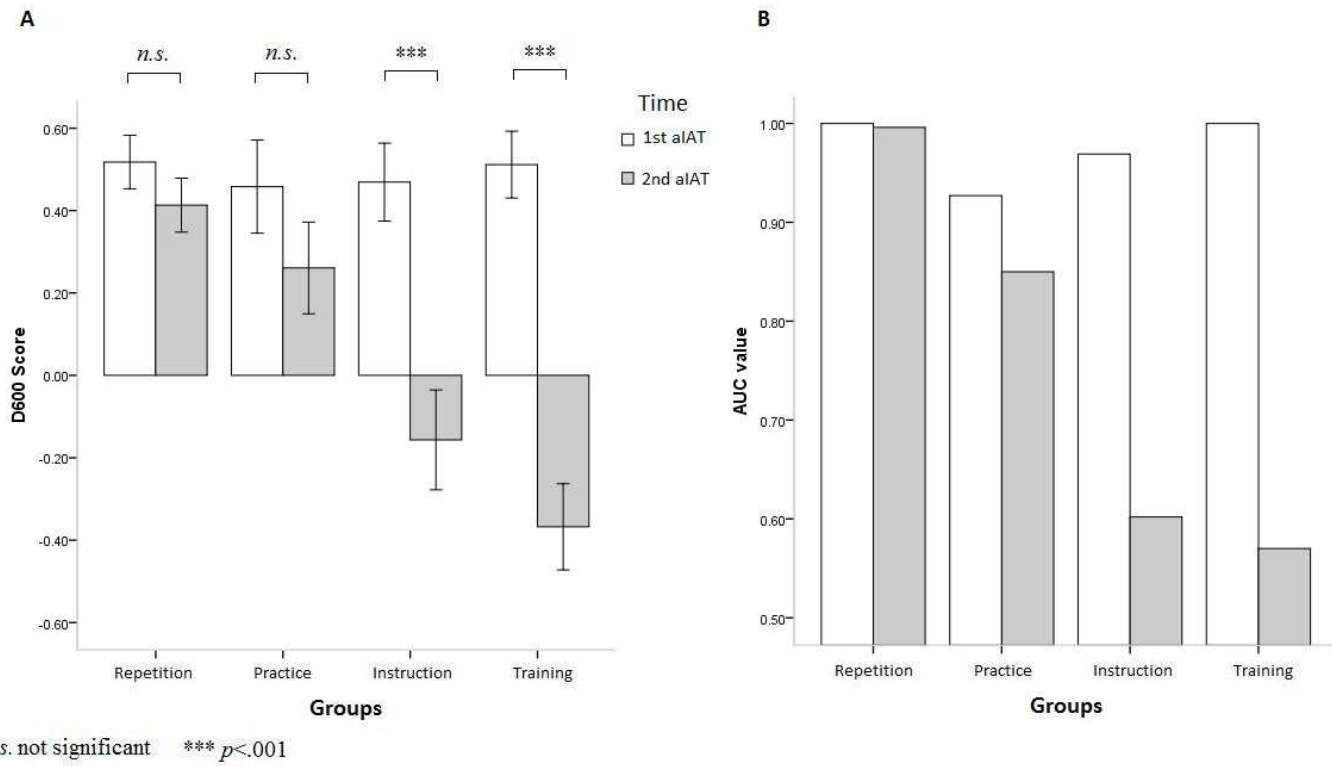 A
B
n.s.
n.s.
***
***
Time
1st aIAT
2nd aIAT
D600 Score
0.60
0.40
0.20
0.00
-0.20
-0.40
-0.60
Repetition
Practice
Instruction
Training
Groups
AUC value
1.00
0.90
0.80
0.70
0.60
0.50
Repetition
Practice
Instruction
Training
Groups
s. not significant *** p<.001